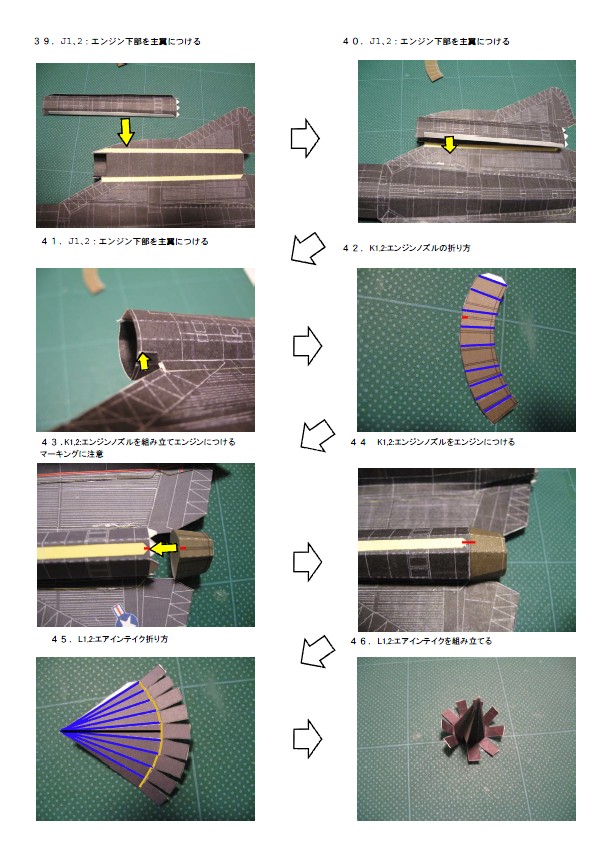 ３９．J1、2：エンジン下部を主翼につける
４０．J1、2：エンジン下部を主翼につける
４１．J1、2：エンジン下部を主翼につける
４２．K1,2:エンジンノズルの折り方
４３.K1,2:エンジンノズルを組み立てエンジンにつける
マーキングに注意
４４　K1,2:エンジンノズルをエンジンにつける
４５．L1,2:エアインテイク折り方
４６．L1,2:エアインテイクを組み立てる